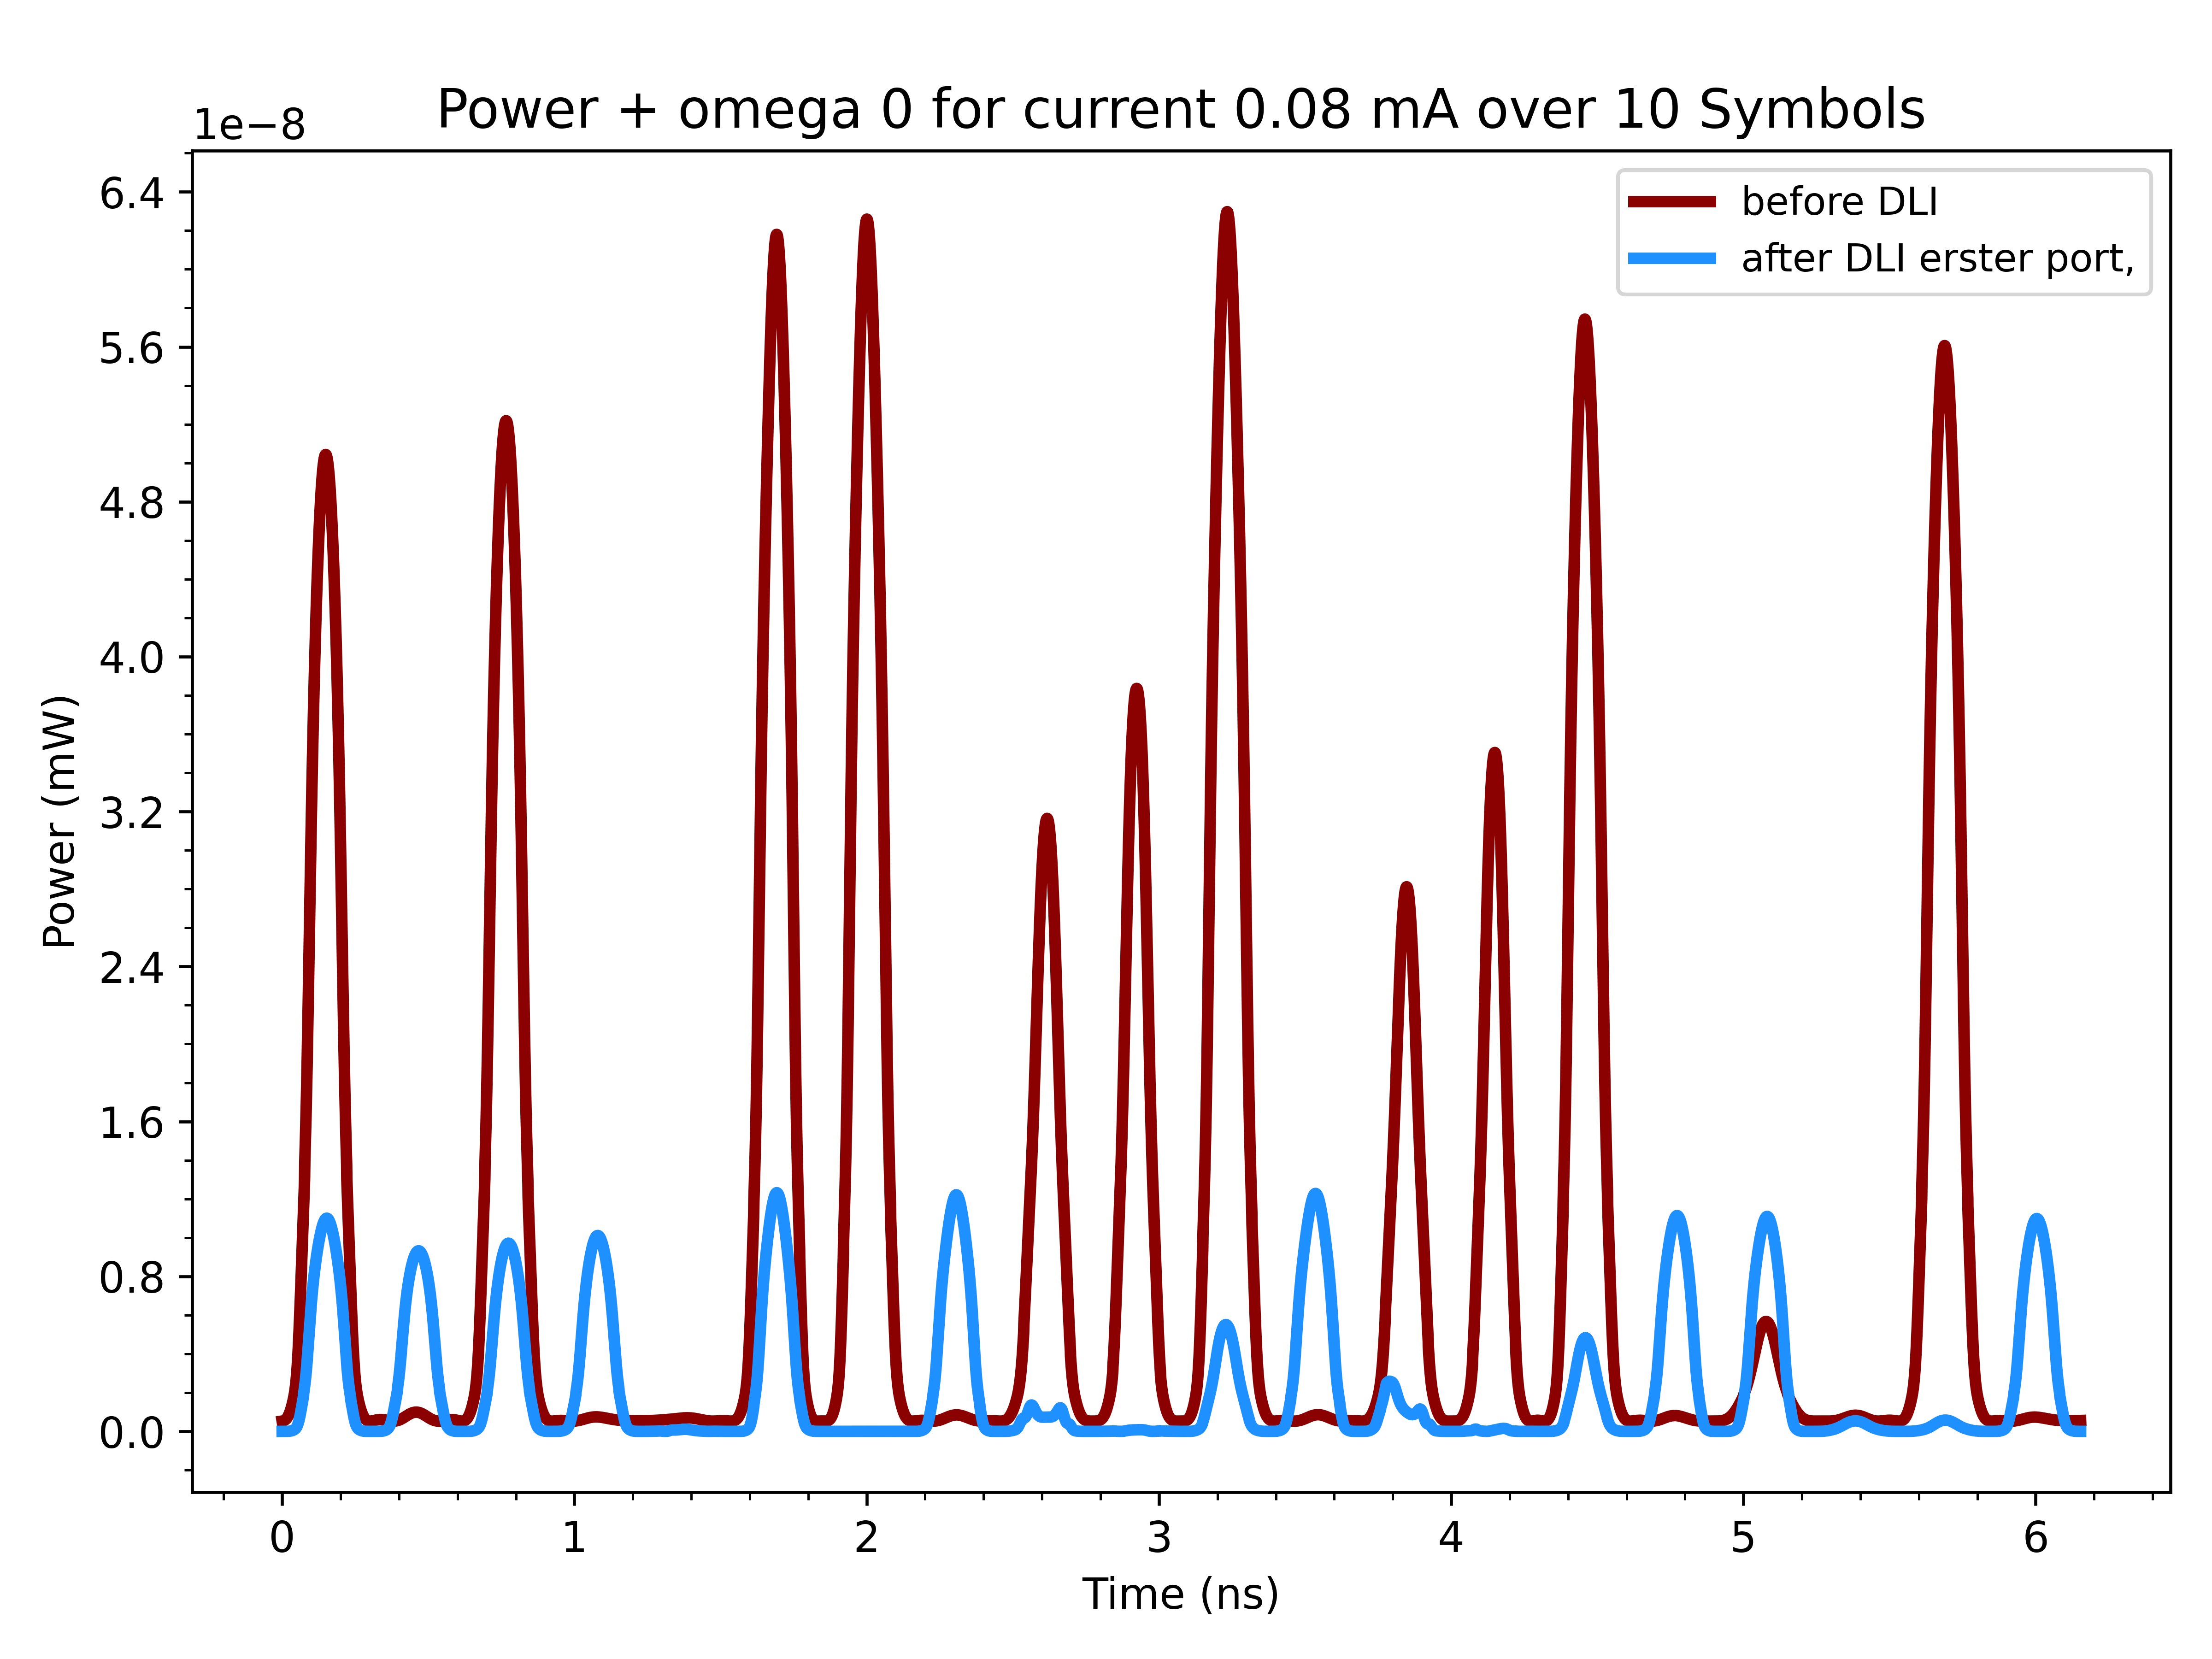 Power + omega 0 for current 0.08 mA over 10 Symbols
1e−8
before DLI
after DLI erster port,
6.4
5.6
4.8
4.0
3.2
2.4
1.6
0.8
0.0
Power (mW)
0 1 2 3 4 5 6
Time (ns)